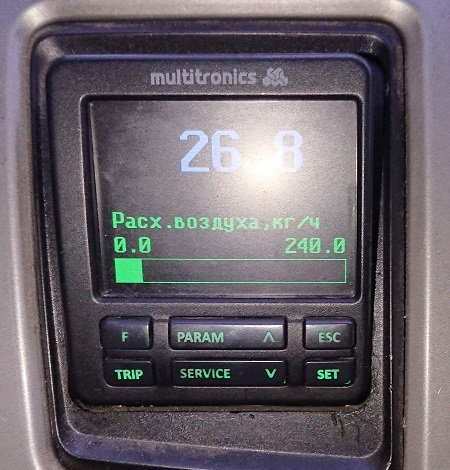 multitronics
26.8
Расх.воздуха,кг/ч
0.0 240.0
F PARAM ESC
TRIP SERVICE SET